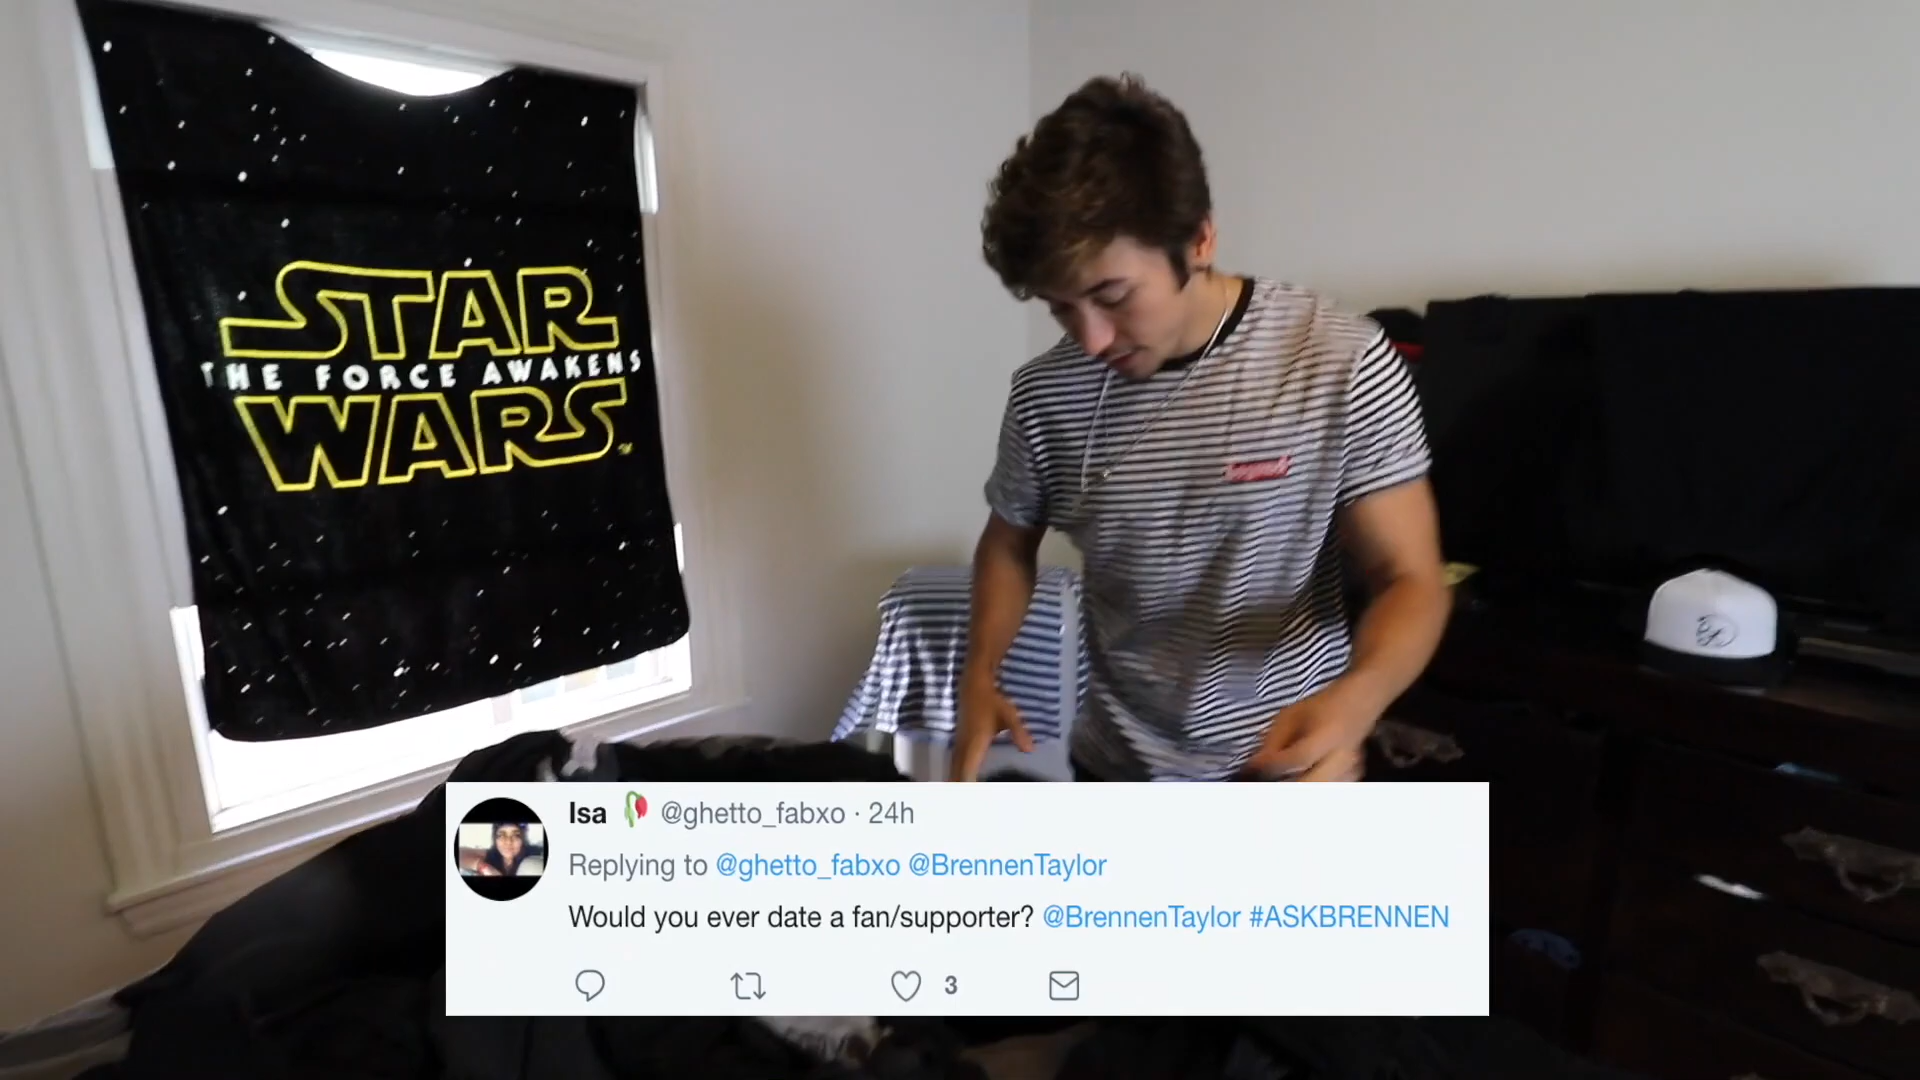 STAR
THE FORCE AWAKENS
WARS
Isa @ghetto_fabxo · 24h
Replying to @ghetto_fabxo @BrennenTaylor
Would you ever date a fan/supporter? @BrennenTaylor #ASKBRENNEN
3